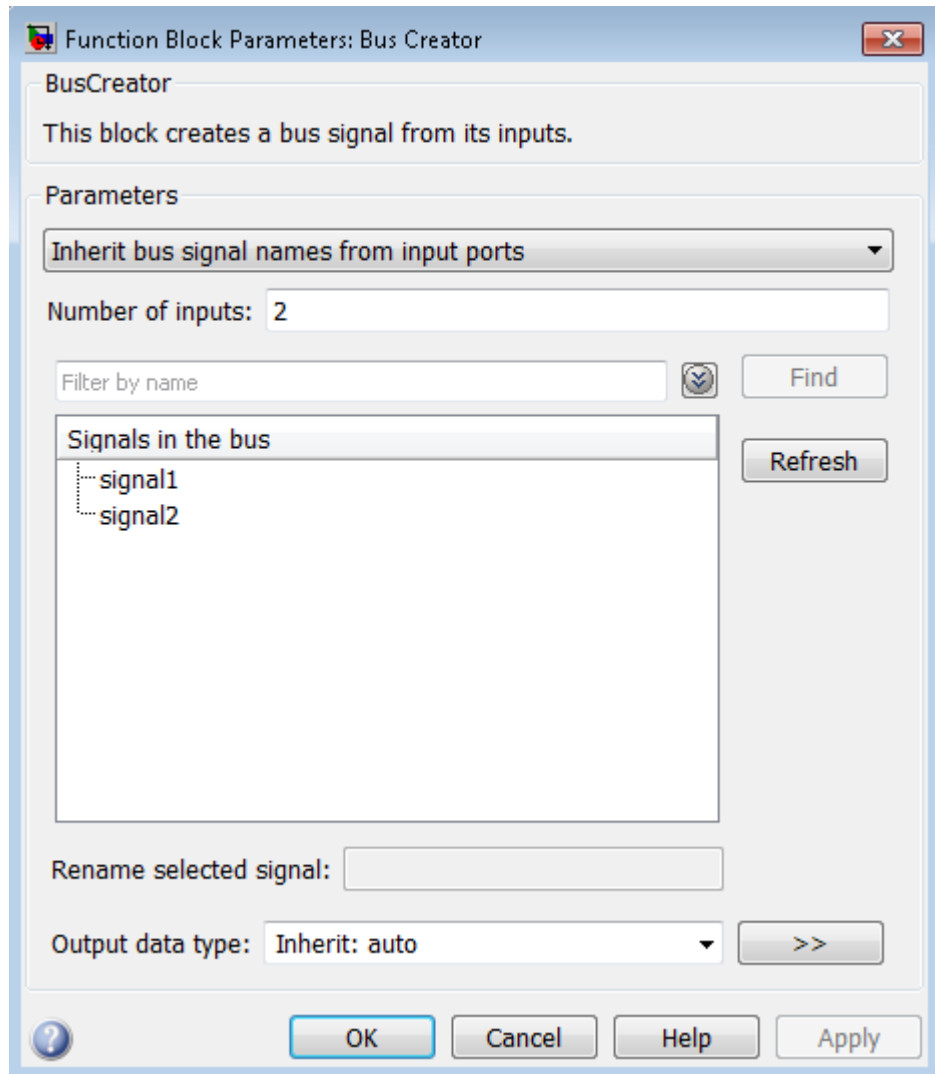 Function Block Parameters: Bus Creator
BusCreator
This block creates a bus signal from its inputs.
Parameters
Inherit bus signal names from input ports
Number of inputs: 2
Filter by name
Find
Signals in the bus
Refresh
signal1
signal2
Rename selected signal:
Output data type: Inherit: auto >>
? OK Cancel Help Apply